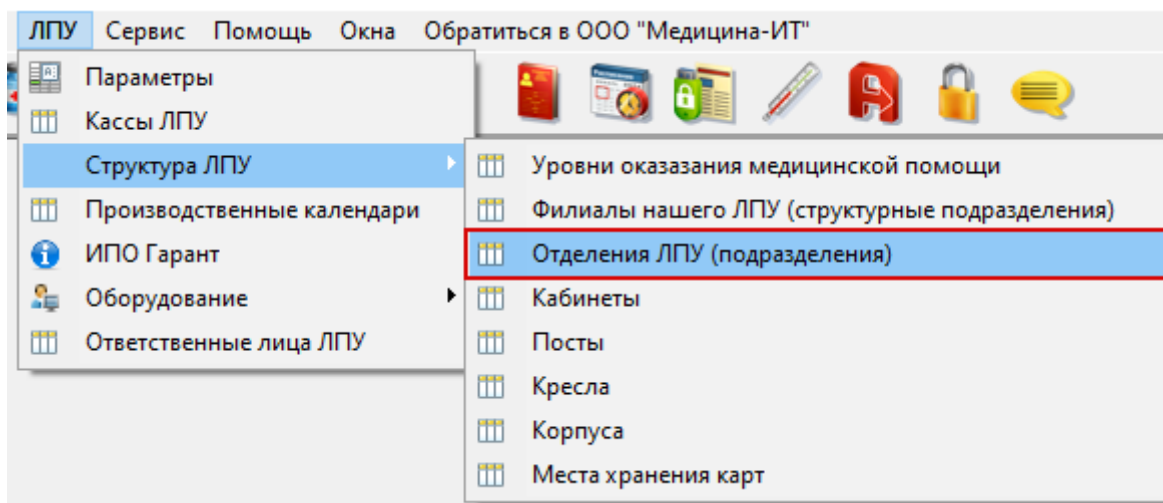 ЛПУ Сервис Помощь Окна Обратиться в ООО "Медицина-ИТ"
Параметры
Кассы ЛПУ
Структура ЛПУ
Производственные календари
ИПО Гарант
Оборудование
Ответственные лица ЛПУ
Уровни оказазания медицинской помощи
Филиалы нашего ЛПУ (структурные подразделения)
Отделения ЛПУ (подразделения)
Кабинеты
Посты
Кресла
Корпуса
Места хранения карт